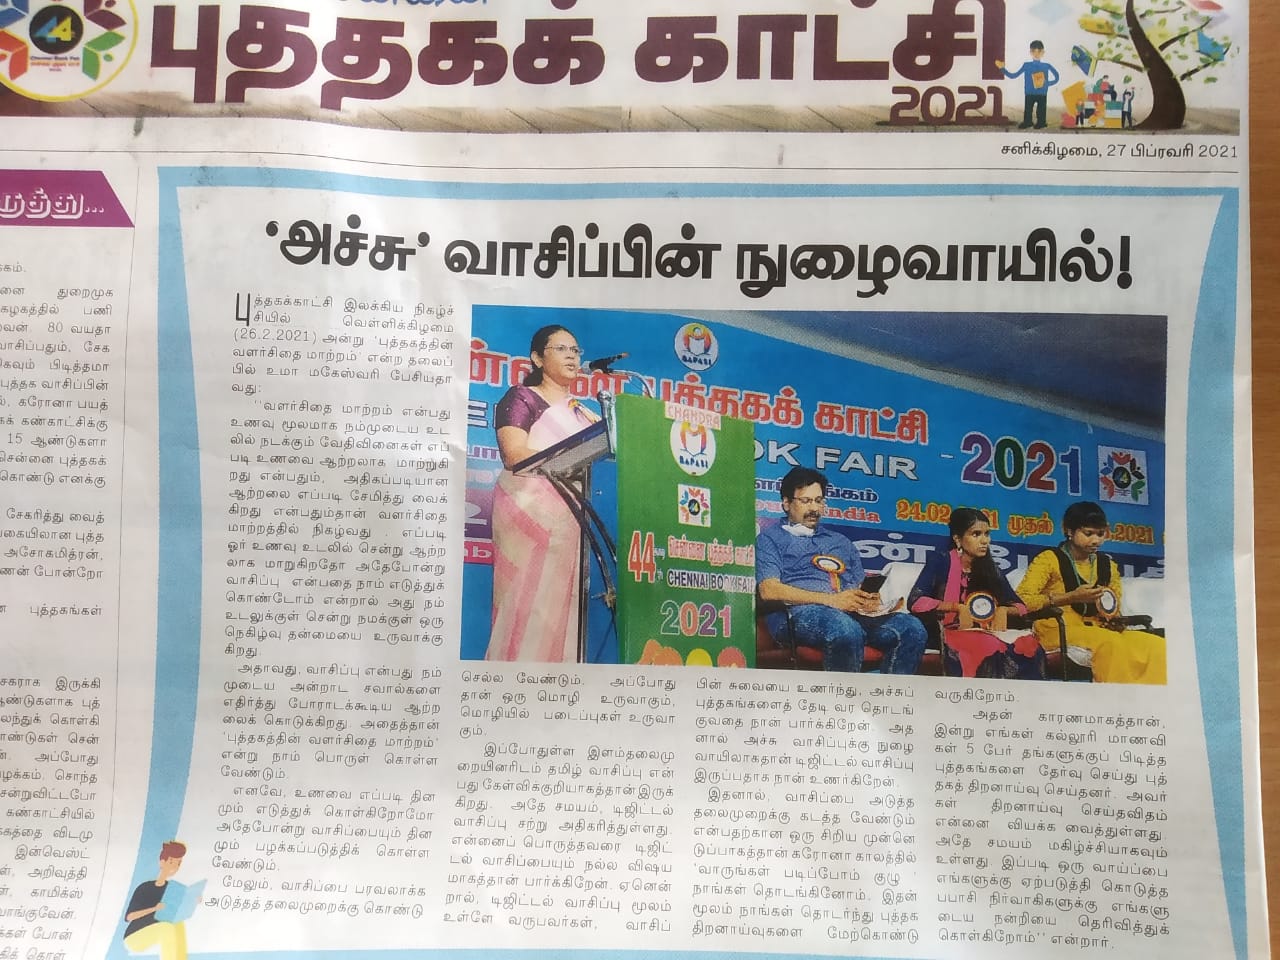 புத்தகக் காட்சி
2021
சனிக்கிழமை, 27 பிப்ரவரி 2021
'அச்சு' வாசிப்பின் நுழைவாயில்!
புத்தகக்காட்சி இலக்கிய நிகழ்ச்
சியில் வெள்ளிக்கிழமை
(26.2.2021) அன்று 'புத்தகத்தின்
வளர்சிதை மாற்றம்' என்ற தலைப்
பில் உமா மகேஸ்வரி பேசியதா
வது:
''வளர்சிதை மாற்றம் என்பது
உணவு மூலமாக நம்முடைய உட
லில் நடக்கும் வேதிவினைகள் எப்
படி உணவை ஆற்றலாக மாற்றுகி
றது என்பதும், அதிகப்படியான
ஆற்றலை எப்படி சேமித்து வைக்
கிறது என்பதும்தான் வளர்சிதை
மாற்றத்தில் நிகழ்வது . எப்படி
ஓர் உணவு உடலில் சென்று ஆற்ற
லாக மாறுகிறதோ அதேபோன்று
வாசிப்பு என்பதை நாம் எடுத்துக்
கொண்டோம் என்றால் அது நம்
உடலுக்குள் சென்று நமக்குள் ஒரு
நெகிழ்வு தன்மையை உருவாக்கு
கிறது.
அதாவது, வாசிப்பு என்பது நம்
முடைய அன்றாட சவால்களை
எதிர்த்து போராடக்கூடிய ஆற்ற
லைக் கொடுக்கிறது. அதைத்தான்
'புத்தகத்தின் வளர்சிதை மாற்றம்'
என்று நாம் பொருள் கொள்ள
வேண்டும்.
எனவே, உணவை எப்படி தின
மும் எடுத்துக் கொள்கிறோமோ
அதேபோன்று வாசிப்பையும் தின
மும் பழக்கப்படுத்திக் கொள்ள
வேண்டும்.
மேலும், வாசிப்பை பரவலாக்க
அடுத்தத் தலைமுறைக்கு கொண்டு
செல்ல வேண்டும். அப்போது
தான் ஒரு மொழி உருவாகும்,
மொழியில் படைப்புகள் உருவா
கும்.
இப்போதுள்ள இளம்தலைமு
றையினரிடம் தமிழ் வாசிப்பு என்
பது கேள்விக்குறியாகத்தான் இருக்
கிறது. அதே சமயம், டிஜிட்டல்
வாசிப்பு சற்று அதிகரித்துள்ளது.
என்னைப் பொருத்தவரை டிஜிட்
டல் வாசிப்பையும் நல்ல விஷய
மாகத்தான் பார்க்கிறேன். ஏனென்
றால், டிஜிட்டல் வாசிப்பு மூலம்
உள்ளே வருபவர்கள், வாசிப்
பின் சுவையை உணர்ந்து, அச்சுப்
புத்தகங்களைத் தேடி வர தொடங்
குவதை நான் பார்க்கிறேன். அத
னால் அச்சு வாசிப்புக்கு நுழை
வாயிலாகதான் டிஜிட்டல் வாசிப்பு
இருப்பதாக நான் உணர்கிறேன்.
இதனால், வாசிப்பை அடுத்த
தலைமுறைக்கு கடத்த வேண்டும்
என்பதற்கான ஒரு சிறிய முன்னெ
டுப்பாகத்தான் கரோனா காலத்தில்
'வாருங்கள் படிப்போம் குழு '
நாங்கள் தொடங்கினோம். இதன்
மூலம் நாங்கள் தொடர்ந்து புத்தக
திறனாய்வுகளை மேற்கொண்டு
வருகிறோம்.
அதன் காரணமாகத்தான்,
இன்று எங்கள் கல்லூரி மாணவி
கள் 5 பேர் தங்களுக்குப் பிடித்த
புத்தகங்களை தேர்வு செய்து புத்
தகத் திறனாய்வு செய்தனர். அவர்
கள் திறனாய்வு செய்தவிதம்
என்னை வியக்க வைத்துள்ளது.
அதே சமயம் மகிழ்ச்சியாகவும்
உள்ளது. இப்படி ஒரு வாய்ப்பை
எங்களுக்கு ஏற்படுத்தி கொடுத்த
பபாசி நிர்வாகிகளுக்கு எங்களு
டைய நன்றியை தெரிவித்துக்
கொள்கிறோம்'' என்றார்.
BAPASI
புத்தகக் காட்சி
BOOK FAIR - 2021
CHANDRA
BAPASI
44
சென்னை புத்தகக் காட்சி
CHENNAI BOOK FAIR
2021
முதல்
India